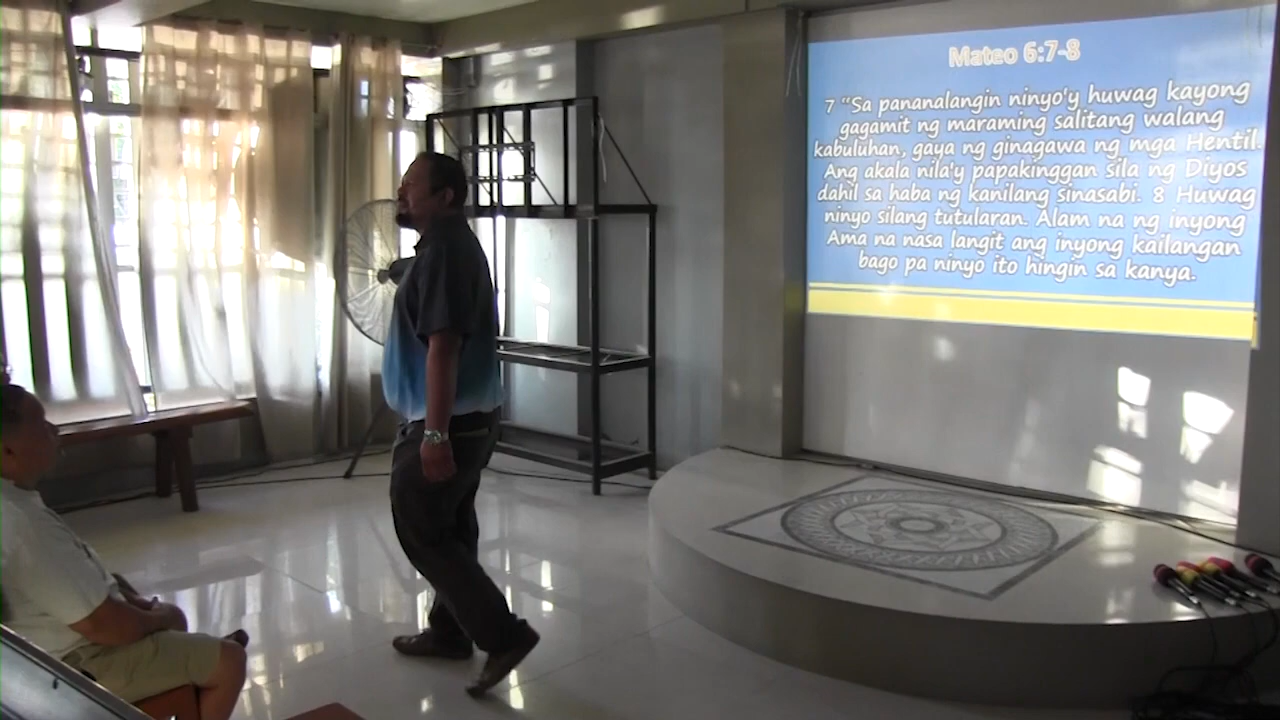 Mateo 6:7-8
7 "Sa pananalangin ninyo'y huwag kayong
gagamit ng maraming salitang walang
kabuluhan, gaya ng ginagawa ng mga Hentil.
Ang akala nila'y papakinggan sila ng Diyos
dahil sa haba ng kanilang sinasabi. 8 Huwag
ninyo silang tutularan. Alam na ng inyong
Ama na nasa langit ang inyong kailangan
bago pa ninyo ito hingin sa kanya.